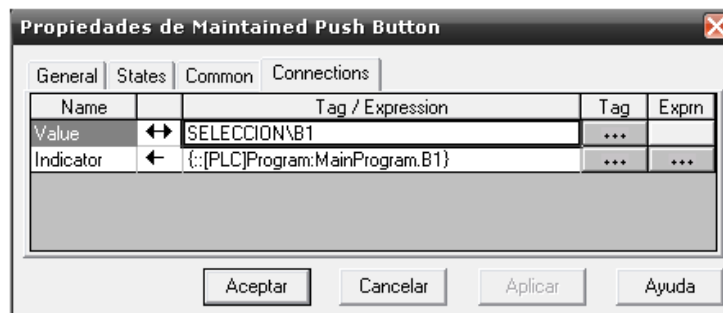 Propiedades de Maintained Push Button
General States Common Connections
Name Tag / Expression Tag Exprn
Value ↔ SELECCION\B1 ...
Indicator ← {::[PLC]Program:MainProgram.B1} ... ...
Aceptar Cancelar Aplicar Ayuda